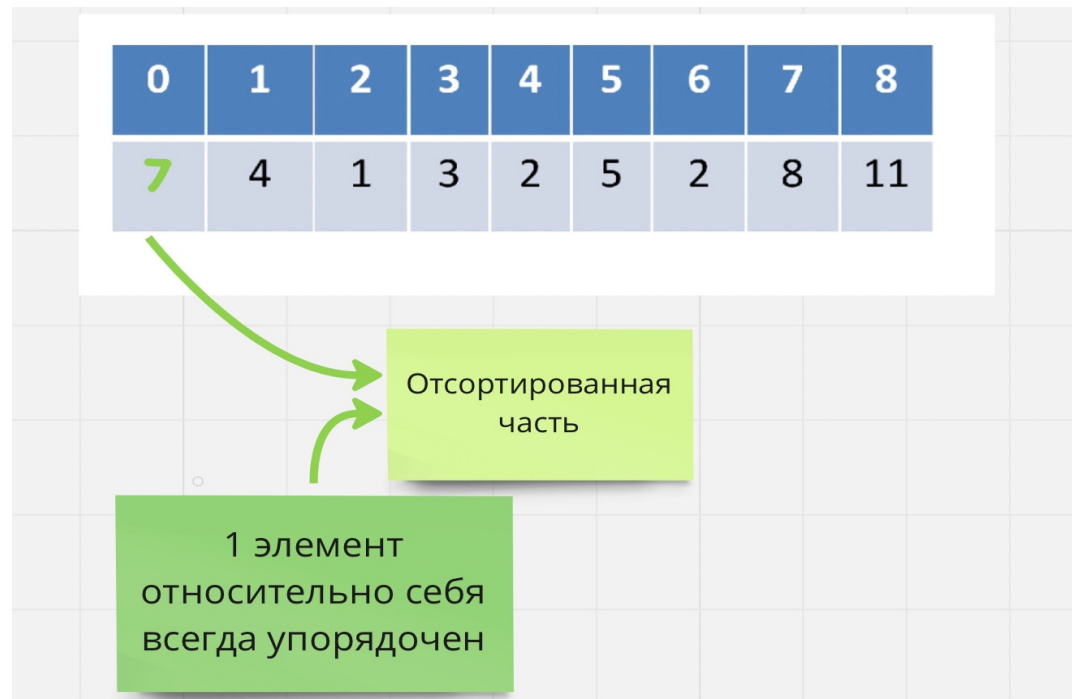 0 1 2 3 4 5 6 7 8
7 4 1 3 2 5 2 8 11
Отсортированная
часть
1 элемент
относительно себя
всегда упорядочен